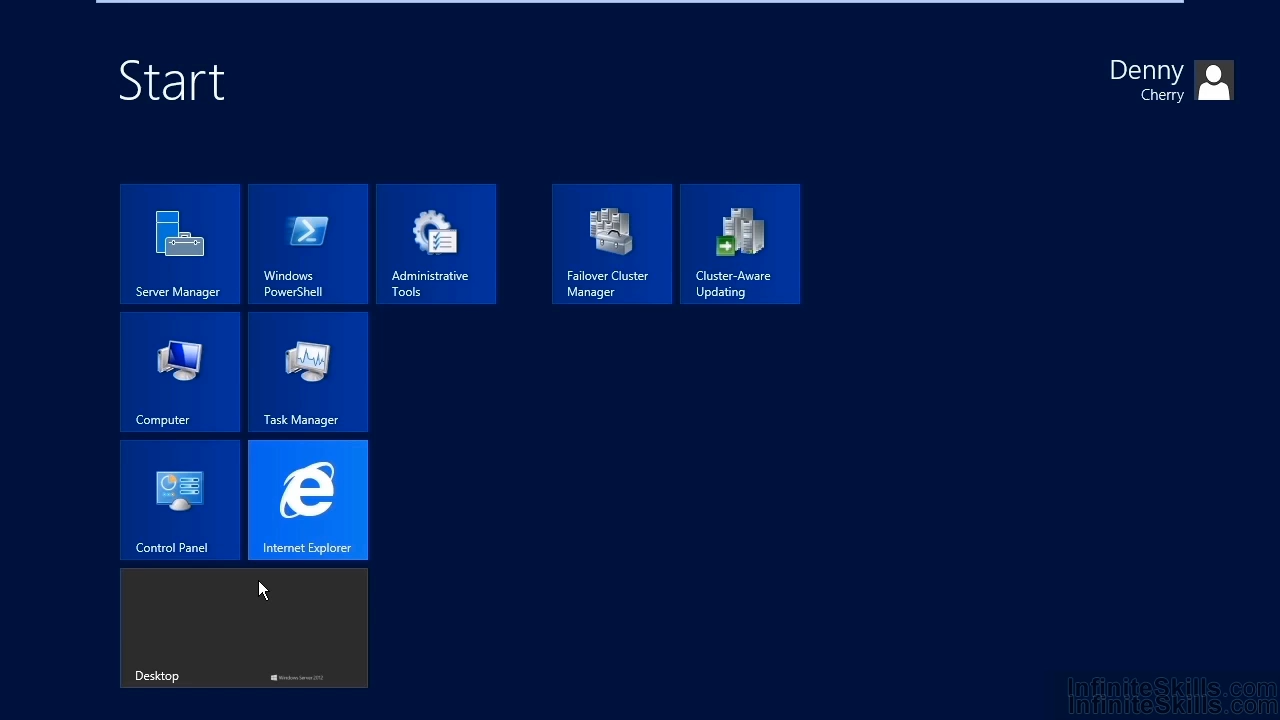 Start
Denny
Cherry
Server Manager
Windows
PowerShell
Administrative
Tools
Failover Cluster
Manager
Cluster-Aware
Updating
Computer
Task Manager
Control Panel
Internet Explorer
Desktop
Windows Server 2012
InfiniteSkills.com
InfiniteSkills.com